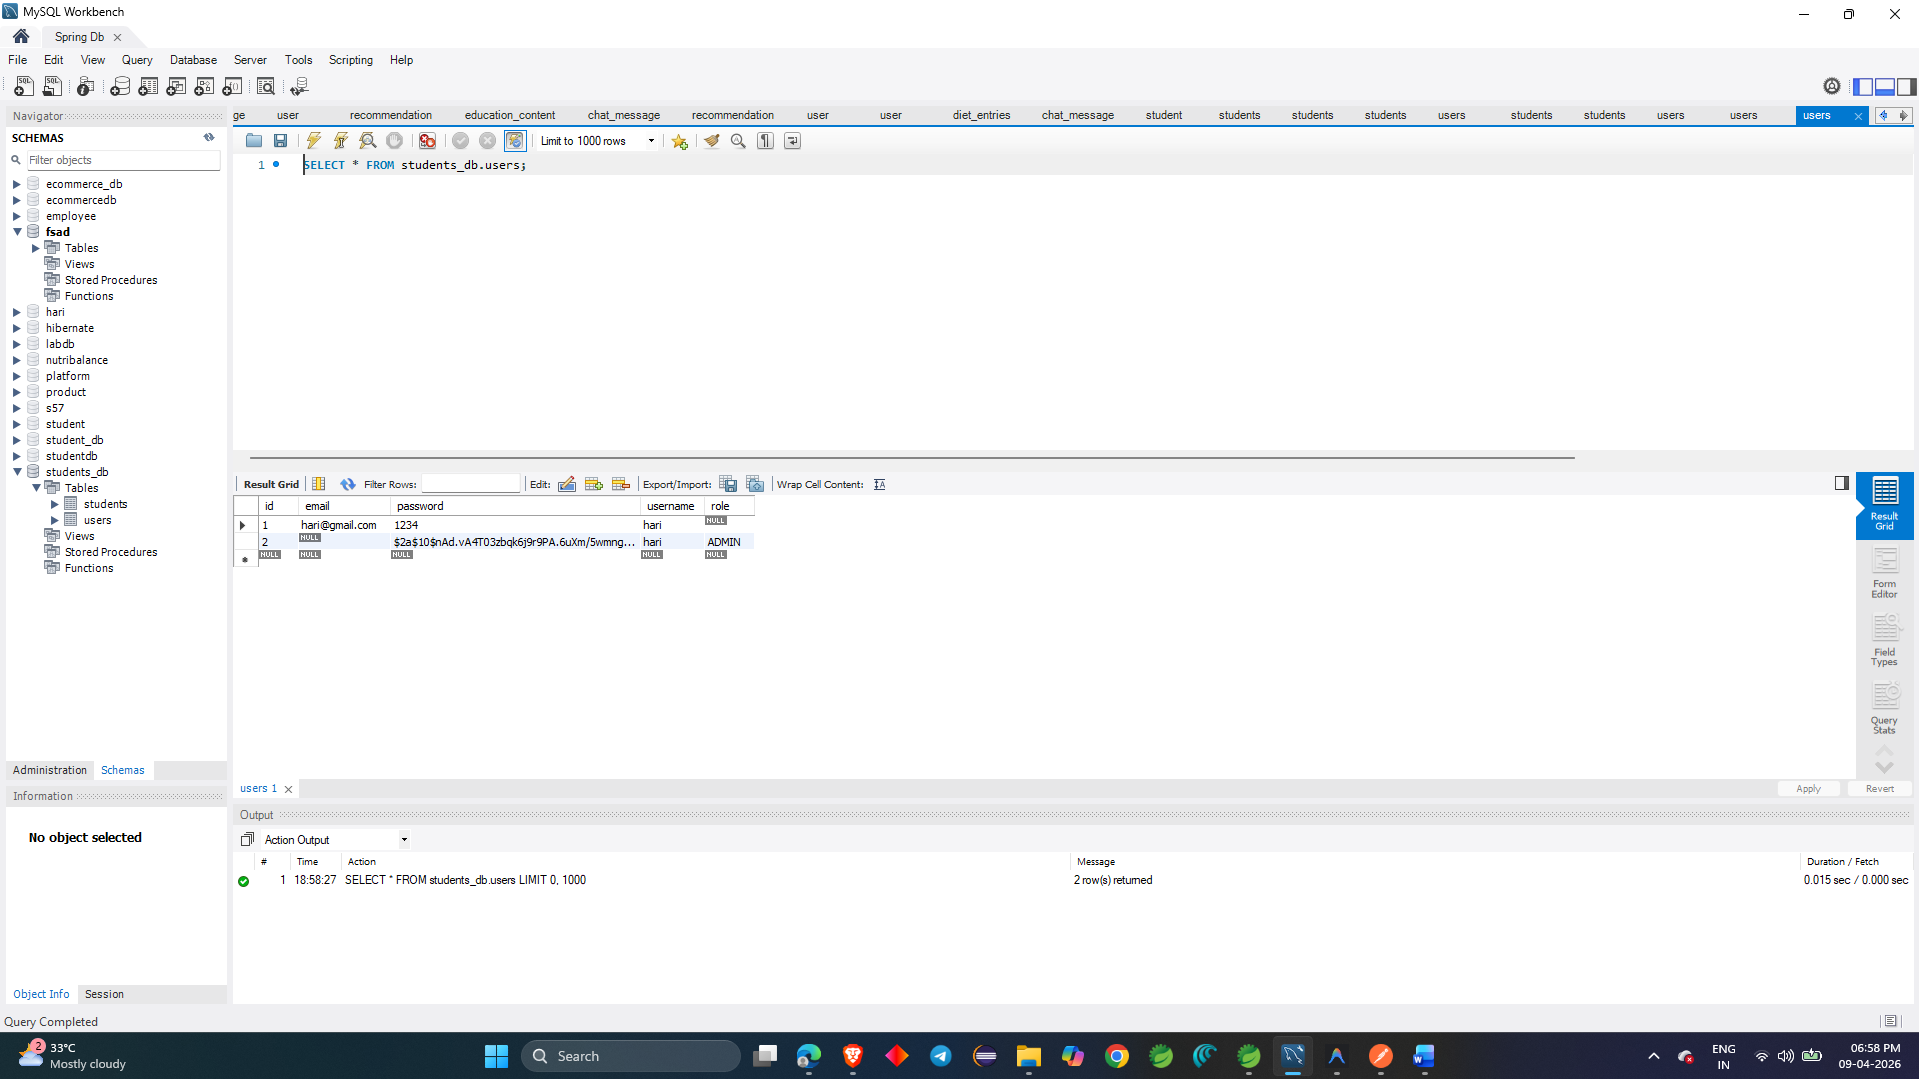 MySQL Workbench
Spring Db
File Edit View Query Database Server Tools Scripting Help
Navigator
SCHEMAS
Filter objects
ecommerce_db
ecommercedb
employee
fsad
Tables
Views
Stored Procedures
Functions
hari
hibernate
labdb
nutribalance
platform
product
s57
student
student_db
studentdb
students_db
Tables
students
users
Views
Stored Procedures
Functions
Administration Schemas
Information
No object selected
Object Info Session
ge user recommendation education_content chat_message recommendation user user diet_entries chat_message student students students students users students students users users users
Limit to 1000 rows
1 SELECT * FROM students_db.users;
Result Grid Filter Rows: Edit: Export/Import: Wrap Cell Content:
id email password username role
1 hari@gmail.com 1234 hari NULL
2 NULL $2a$10$nAd.vA4T03zbqk6j9r9PA.6uXm/5wmng... hari ADMIN
NULL NULL NULL NULL NULL
Result Grid
Form Editor
Field Types
Query Stats
users 1
Apply Revert
Output
Action Output
# Time Action Message Duration / Fetch
1 18:58:27 SELECT * FROM students_db.users LIMIT 0, 1000 2 row(s) returned 0.015 sec / 0.000 sec
Query Completed
2
33°C
Mostly cloudy
Search
ENG
IN
06:58 PM
09-04-2026